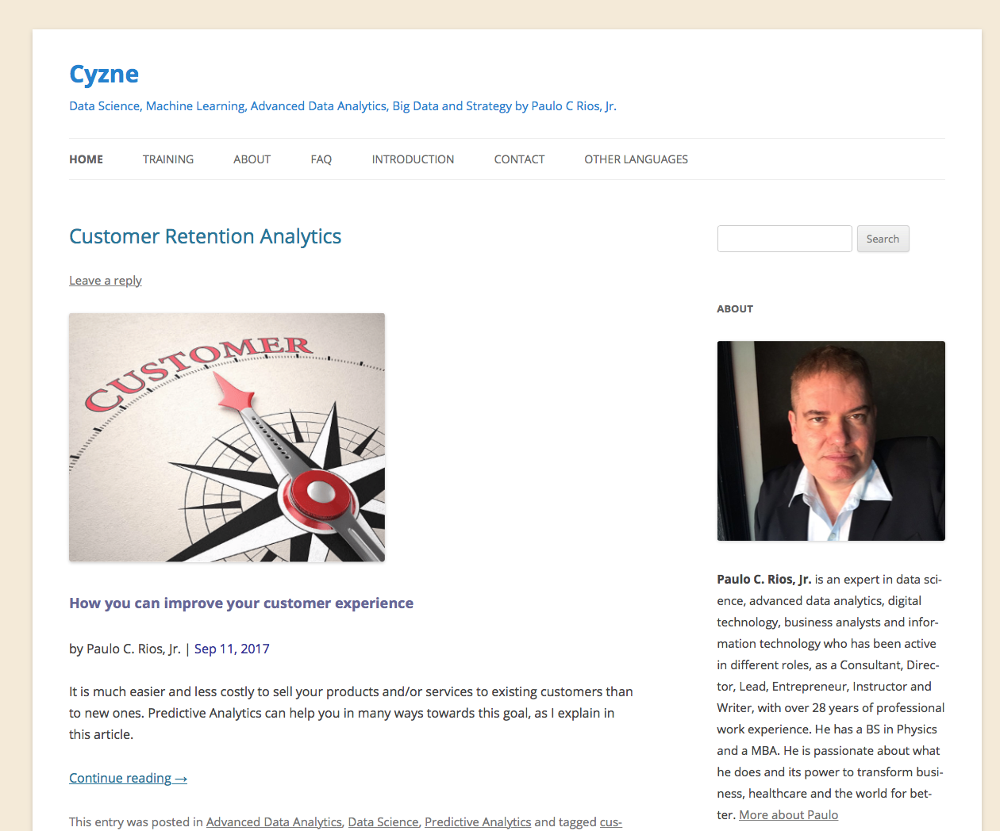 Cyzne
Data Science, Machine Learning, Advanced Data Analytics, Big Data and Strategy by Paulo C Rios, Jr.
HOME TRAINING ABOUT FAQ INTRODUCTION CONTACT OTHER LANGUAGES
Customer Retention Analytics
Leave a reply
CUSTOMER
How you can improve your customer experience
by Paulo C. Rios, Jr. | Sep 11, 2017
It is much easier and less costly to sell your products and/or services to existing customers than
to new ones. Predictive Analytics can help you in many ways towards this goal, as I explain in
this article.
Continue reading →
This entry was posted in Advanced Data Analytics, Data Science, Predictive Analytics and tagged cus-
Search
ABOUT
Paulo C. Rios, Jr. is an expert in data sci-
ence, advanced data analytics, digital
technology, business analysts and infor-
mation technology who has been active
in different roles, as a Consultant, Direc-
tor, Lead, Entrepreneur, Instructor and
Writer, with over 28 years of professional
work experience. He has a BS in Physics
and a MBA. He is passionate about what
he does and its power to transform busi-
ness, healthcare and the world for bet-
ter. More about Paulo